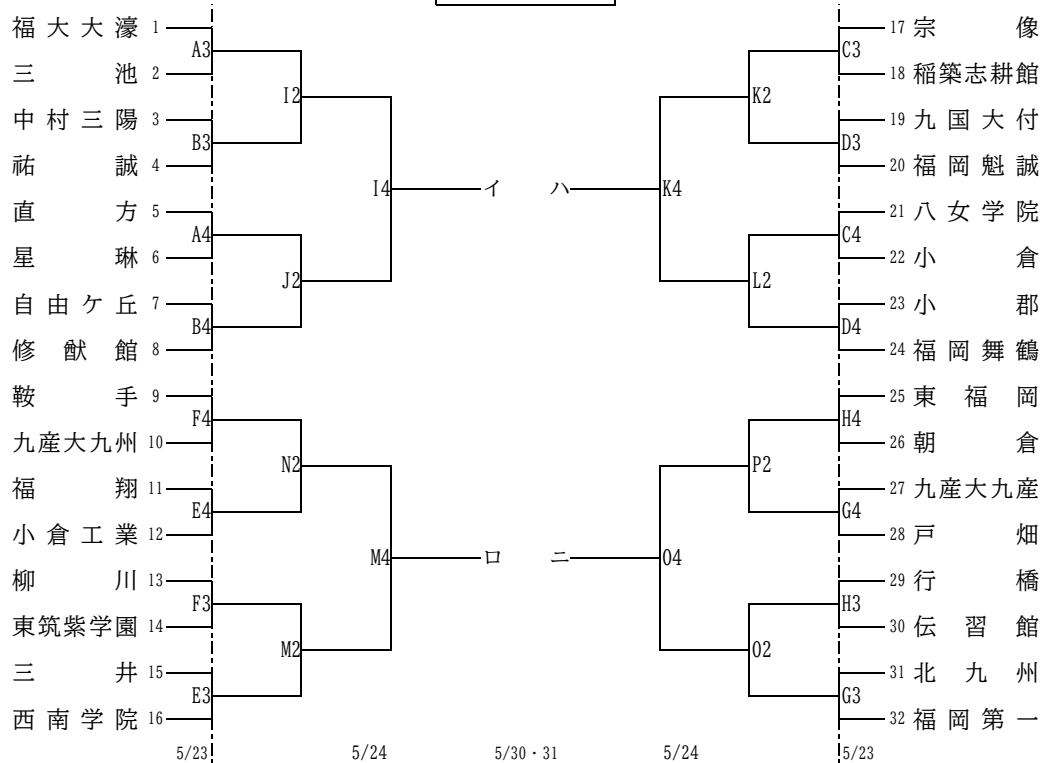 福大大濠 1 17 宗像
A3 C3
三池 2 18 稲築志耕館
I2 K2
中村三陽 3 19 九国大付
B3 D3
祐誠 4 20 福岡魁誠
I4 イ ハ K4
直方 5 21 八女学院
A4 C4
星琳 6 22 小倉
J2 L2
自由ケ丘 7 23 小郡
B4 D4
修猷館 8 24 福岡舞鶴
鞍手 9 25 東福岡
F4 H4
九産大九州 10 26 朝倉
N2 P2
福翔 11 27 九産大九産
E4 G4
小倉工業 12 28 戸畑
M4 ロ ニ O4
柳川 13 29 行橋
F3 H3
東筑紫学園 14 30 伝習館
M2 O2
三井 15 31 北九州
E3 G3
西南学院 16 32 福岡第一
5/23 5/24 5/30・31 5/24 5/23